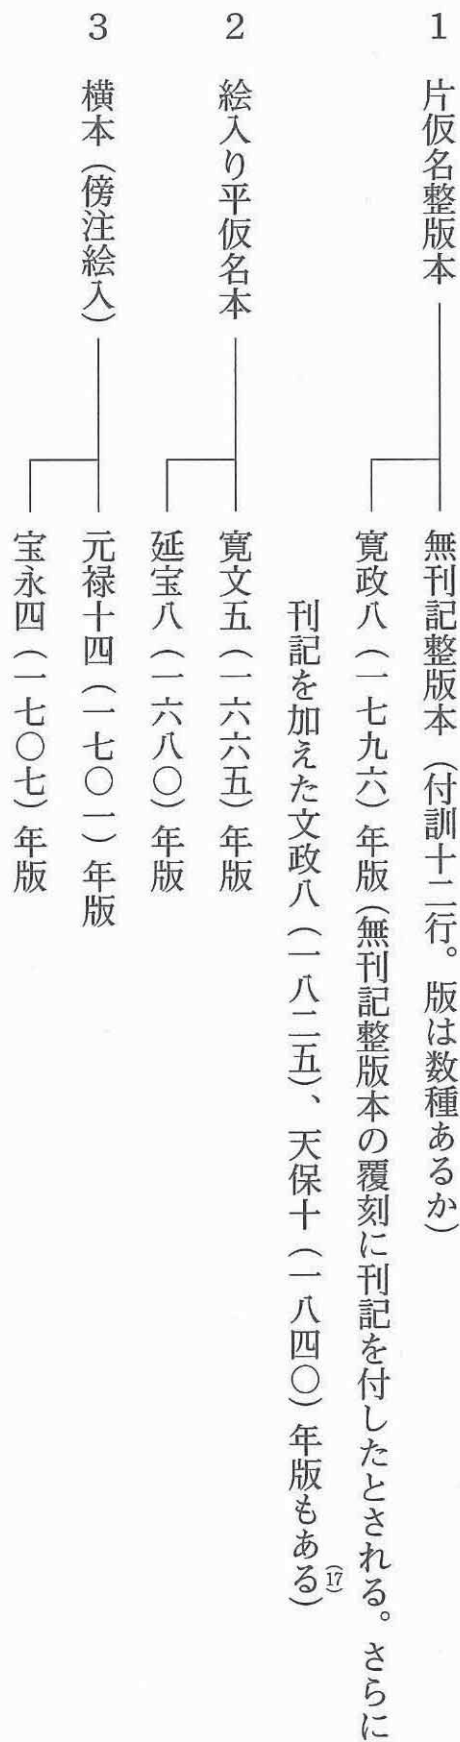 1　片仮名整版本
無刊記整版本（付訓十二行。版は数種あるか）
寛政八（一七九六）年版（無刊記整版本の覆刻に刊記を付したとされる。さらに
刊記を加えた文政八（一八二五）、天保十（一八四〇）年版もある）(17)
2　絵入り平仮名本
寛文五（一六六五）年版
延宝八（一六八〇）年版
3　横本（傍注絵入）
元禄十四（一七〇一）年版
宝永四（一七〇七）年版